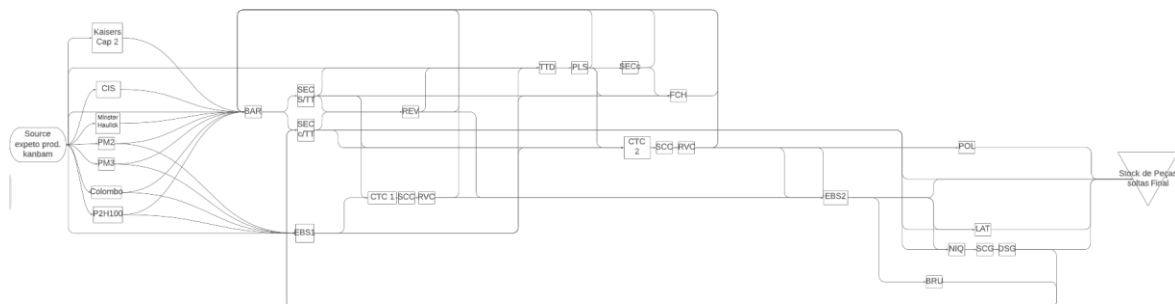 Kaisers
Cap 2
CIS
Minster
Haulick
Source
expeto prod.
kanbam
PM2
PM3
Colombo
P2H100
BAR
SEC
S/TT
SEC
c/TT
EBS1
REV
CTC 1
SCC
RVC
TTD
PLS
SECc
FCH
CTC
2
SCC
RVC
EBS2
POL
LAT
NIQ
SCG
DSG
BRU
Stock de Peças
soltas Final